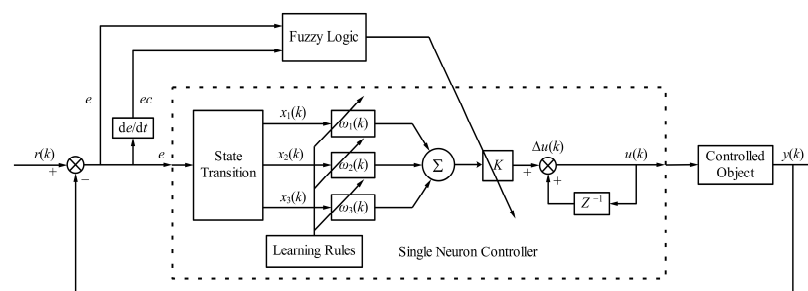 Fuzzy Logic
e
ec
de/dt
x₁(k)
ω₁(k)
r(k)
+
−
e
State
Transition
x₂(k)
ω₂(k)
Σ
K
Δu(k)
+
+
u(k)
Controlled
Object
y(k)
x₃(k)
ω₃(k)
Z⁻¹
Learning Rules
Single Neuron Controller